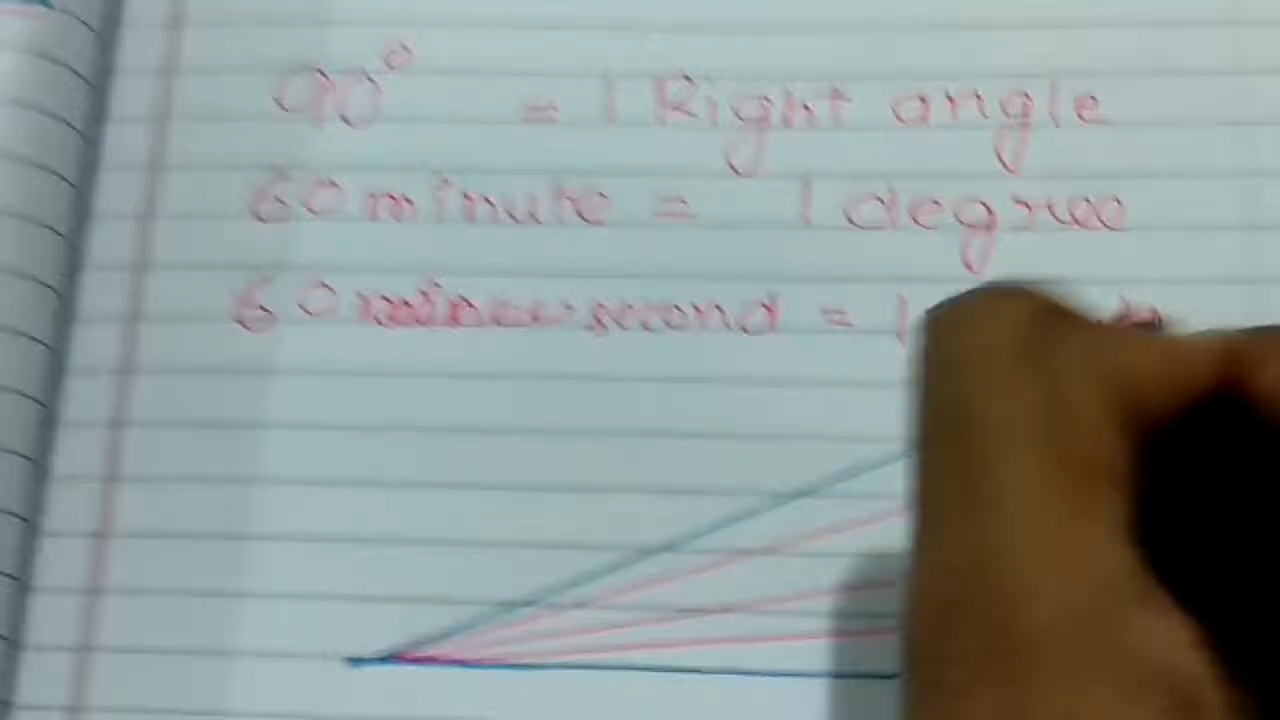 90° = 1 Right angle
60 minute = 1 degree
60 second = 1